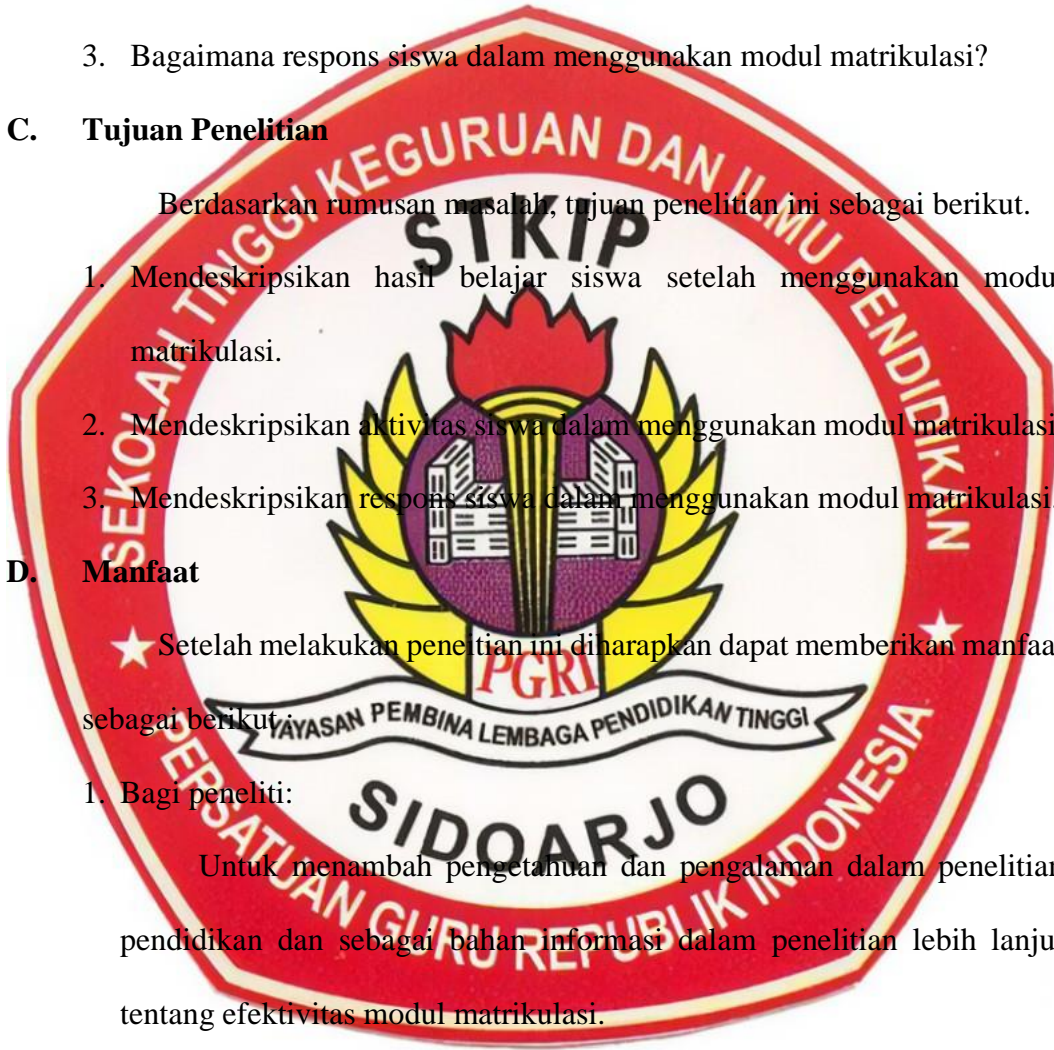 3. Bagaimana respons siswa dalam menggunakan modul matrikulasi?
C. Tujuan Penelitian
Berdasarkan rumusan masalah, tujuan penelitian ini sebagai berikut.
1. Mendeskripsikan hasil belajar siswa setelah menggunakan modu
matrikulasi.
2. Mendeskripsikan aktivitas siswa dalam menggunakan modul matrikulasi
3. Mendeskripsikan respons siswa dalam menggunakan modul matrikulasi.
D. Manfaat
Setelah melakukan peneitian ini diharapkan dapat memberikan manfaa
sebagai berikut :
1. Bagi peneliti:
Untuk menambah pengetahuan dan pengalaman dalam penelitian
pendidikan dan sebagai bahan informasi dalam penelitian lebih lanju
tentang efektivitas modul matrikulasi.
SEKOLAH TINGGI KEGURUAN DAN ILMU PENDIDIKAN
STKIP
PGRI
YAYASAN PEMBINA LEMBAGA PENDIDIKAN TINGGI
SIDOARJO
PERSATUAN GURU REPUBLIK INDONESIA